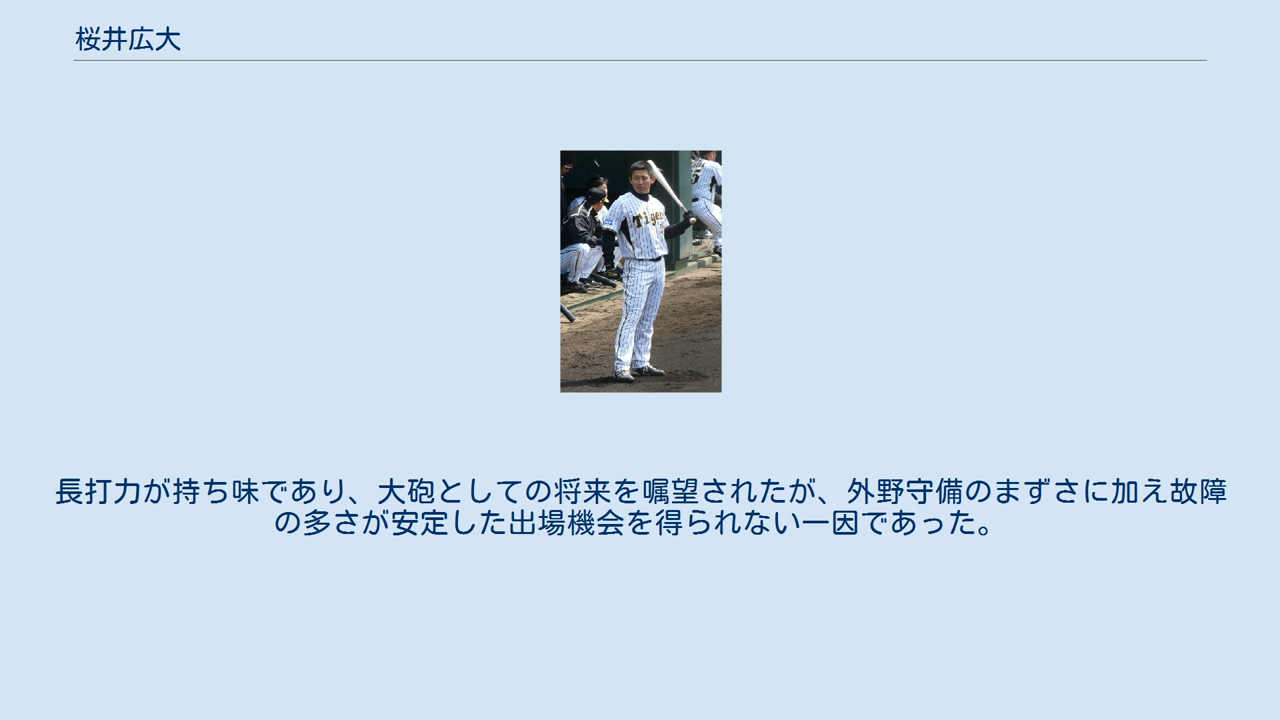 桜井広大
Tigers
5
長打力が持ち味であり、大砲としての将来を嘱望されたが、外野守備のまずさに加え故障
の多さが安定した出場機会を得られない一因であった。